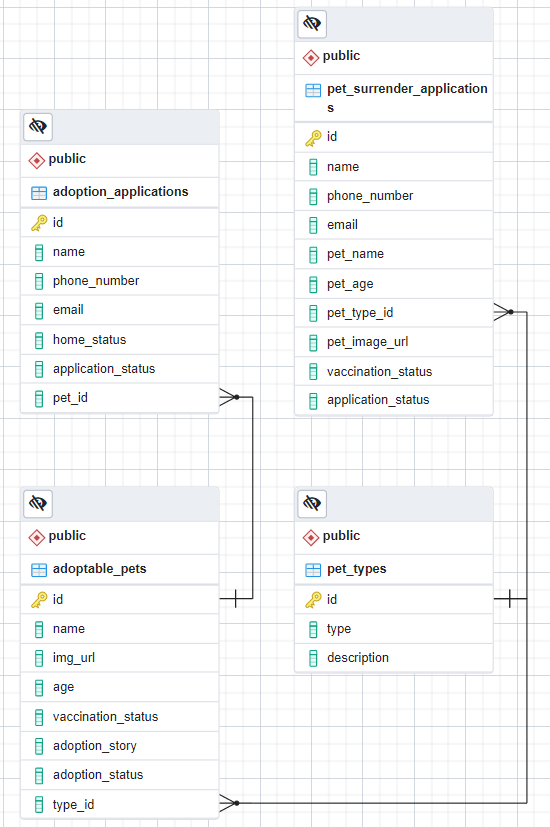 public
adoption_applications
id
name
phone_number
email
home_status
application_status
pet_id
public
pet_surrender_application
s
id
name
phone_number
email
pet_name
pet_age
pet_type_id
pet_image_url
vaccination_status
application_status
public
adoptable_pets
id
name
img_url
age
vaccination_status
adoption_story
adoption_status
type_id
public
pet_types
id
type
description